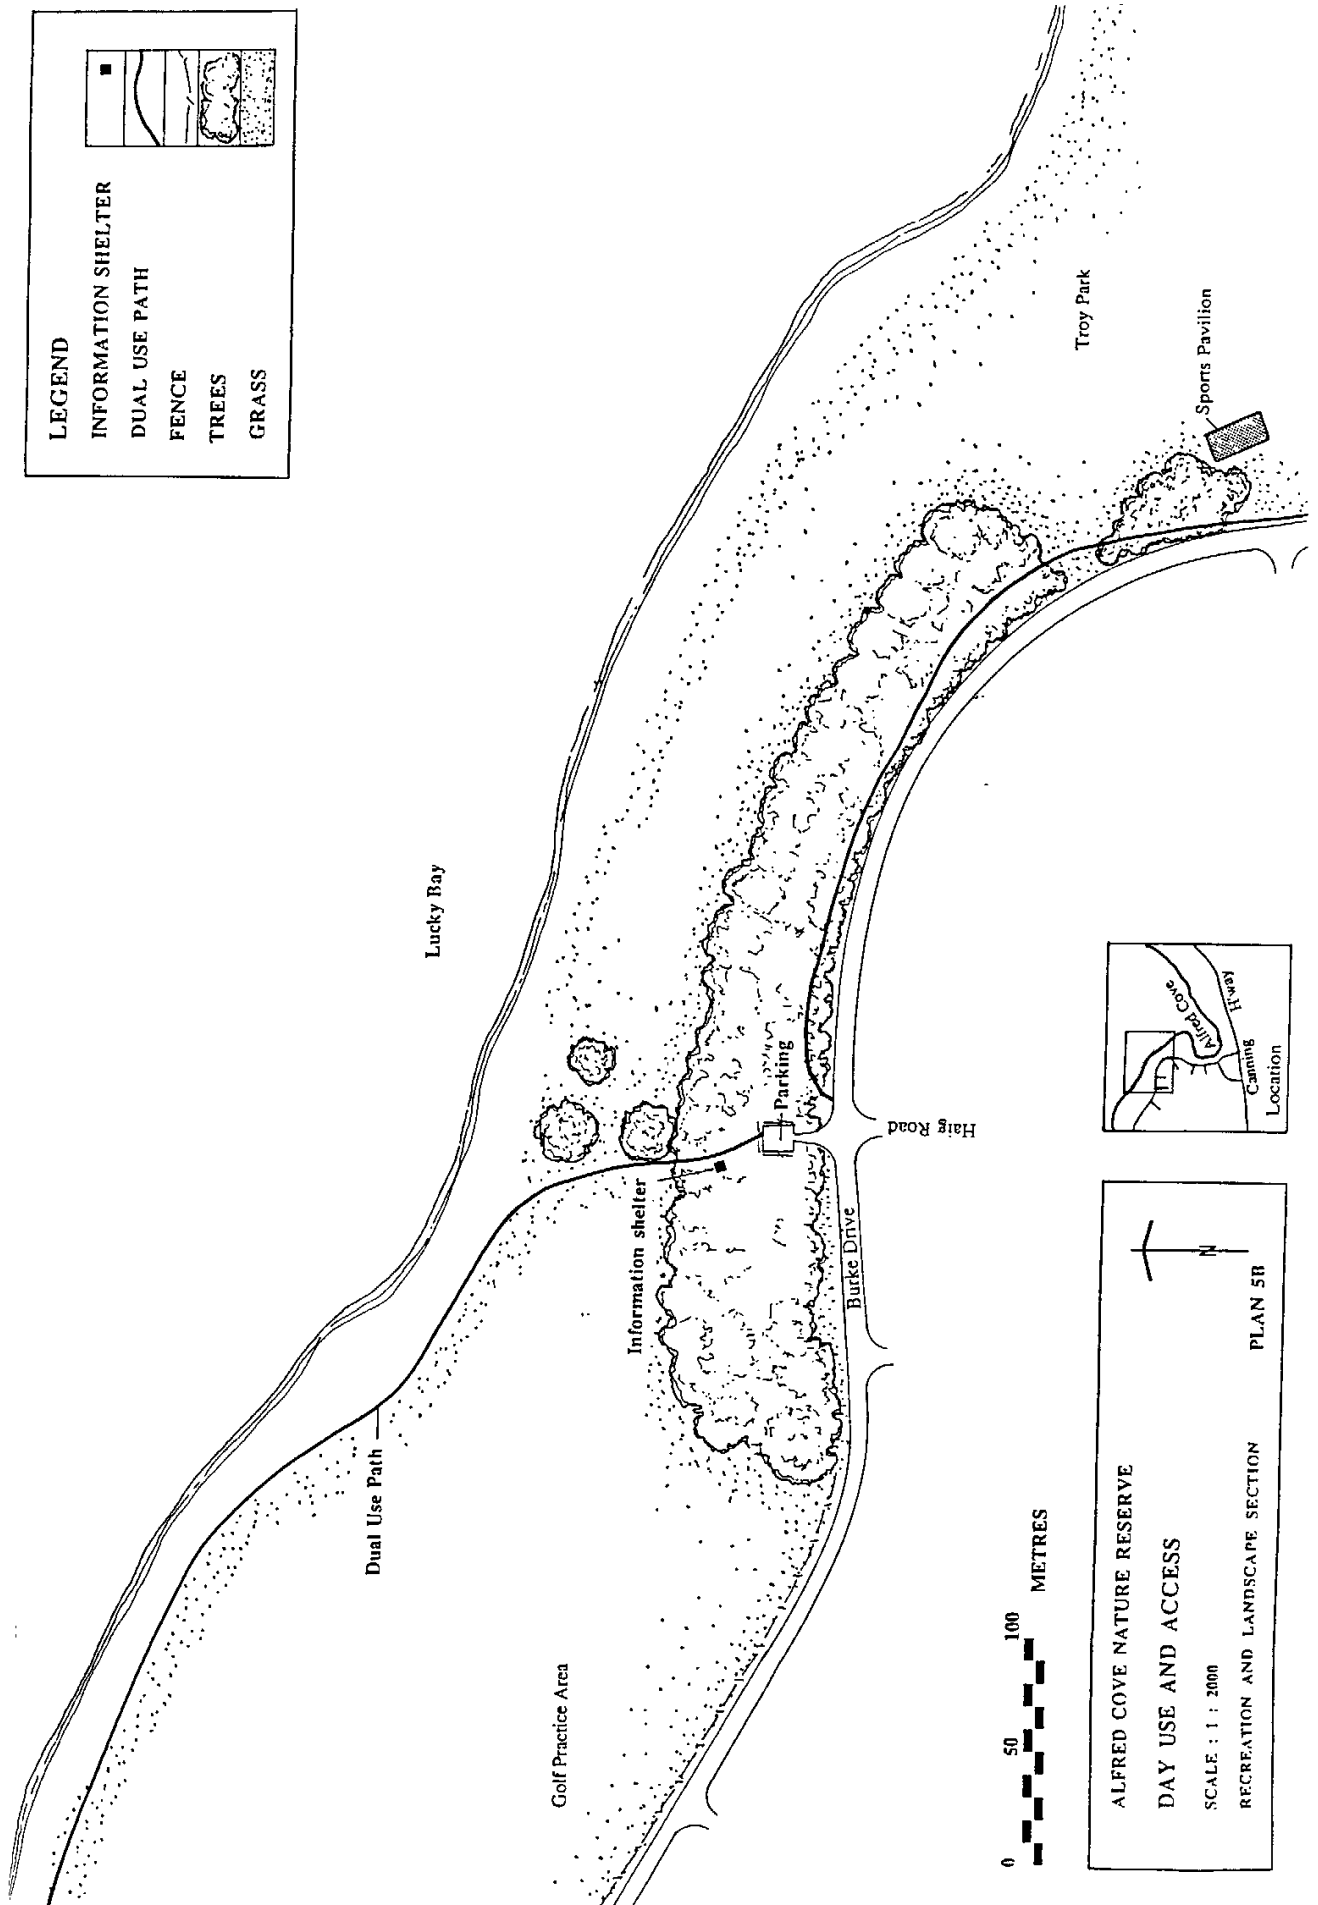 LEGEND
INFORMATION SHELTER
DUAL USE PATH
FENCE
TREES
GRASS
Lucky Bay
Troy Park
Sports Pavilion
Parking
Information shelter
Haig Road
Burke Drive
Dual Use Path
Golf Practice Area
0 50 100
METRES
Alfred Cove
Canning H'way
Location
ALFRED COVE NATURE RESERVE
DAY USE AND ACCESS
SCALE : 1 : 2000
RECREATION AND LANDSCAPE SECTION
PLAN 5B
N